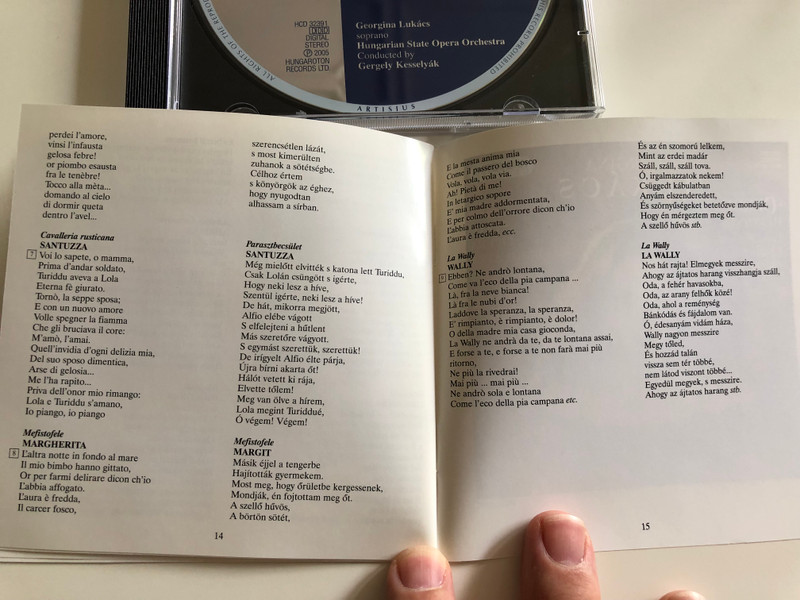 HCD 32391
DIGITAL
STEREO
℗ 2005
HUNGAROTON
RECORDS LTD.
Georgina Lukács
soprano
Hungarian State Opera Orchestra
Conducted by
Gergely Kesselyák
ALL RIGHTS OF THE
RECORD PROHIBITED
ARTISJUS
perdei l'amore,
vinsi l'infausta
gelosa febre!
or piombo esausta
fra le tenèbre!
Tocco alla mèta...
domando al cielo
di dormir queta
dentro l'avel...
Cavalleria rusticana
SANTUZZA
7 Voi lo sapete, o mamma,
Prima d'andar soldato,
Turiddu aveva a Lola
Eterna fè giurato.
Tornò, la seppe sposa;
E con un nuovo amore
Volle spegner la fiamma
Che gli bruciava il core:
M'amò, l'amai.
Quell'invidia d'ogni delizia mia,
Del suo sposo dimentica,
Arse di gelosia...
Me l'ha rapito...
Priva dell'onor mio rimango:
Lola e Turiddu s'amano,
Io piango, io piango
Mefistofele
MARGHERITA
8 L'altra notte in fondo al mare
Il mio bimbo hanno gittato,
Or per farmi delirare dicon ch'io
L'abbia affogato.
L'aura è fredda,
Il carcer fosco,
szerencsétlen lázát,
s most kimerülten
zuhanok a sötétségbe.
Célhoz értem
s könyörgök az éghez,
hogy nyugodtan
alhassam a sírban.
Parasztbecsület
SANTUZZA
Még mielőtt elvitték s katona lett Turiddu,
Csak Lolán csüngött s ígérte,
Hogy neki lesz a híve,
Szentül ígérte, neki lesz a híve!
De hát, mikorra megjött,
Alfio elébe vágott
S elfelejteni a hűtlent
Más szeretőre vágyott.
S egymást szerettük, szerettük!
De irígyelt Alfio élte párja,
Újra bírni akarta őt!
Hálót vetett ki rája,
Elvette tőlem!
Meg van ölve a hírem,
Lola megint Turiddué,
Ó végem! Végem!
Mefistofele
MARGIT
Másik éjjel a tengerbe
Hajították gyermekem.
Most meg, hogy őrületbe kergessenek,
Mondják, én fojtottam meg őt.
A szellő hűvös,
A börtön sötét,
14
E la mesta anima mia
Come il passero del bosco
Vola, vola, vola via.
Ah! Pietà di me!
In letargico sopore
E' mia madre addormentata,
E per colmo dell'orrore dicon ch'io
L'abbia attoscata.
L'aura è fredda, ecc.
La Wally
WALLY
9 Ebben? Ne andrò lontana,
Come va l'eco della pia campana ...
Là, fra la neve bianca!
Là fra le nubi d'or!
Laddove la speranza, la speranza,
E' rimpianto, è rimpianto, è dolor!
O della madre mia casa gioconda,
La Wally ne andrà da te, da te lontana assai,
E forse a te, e forse a te non farà mai più
ritorno,
Ne più la rivedrai!
Mai più ... mai più ...
Ne andrò sola e lontana
Come l'eco della pia campana etc.
És az én szomorú lelkem,
Mint az erdei madár
Száll, száll, száll tova.
Ó, irgalmazzatok nekem!
Csüggedt kábulatban
Anyám elszenderedett,
És szörnyűségeket betetőzve mondják,
Hogy én mérgeztem meg őt.
A szellő hűvös stb.
La Wally
LA WALLY
Nos hát rajta! Elmegyek messzire,
Ahogy az ájtatos harang visszhangja száll,
Oda, a fehér havasokba,
Oda, az arany felhők közé!
Oda, ahol a reménység
Bánkódás és fájdalom van.
Ó, édesanyám vidám háza,
Wally nagyon messzire
Megy tőled,
És hozzád talán
vissza sem tér többé,
nem látod viszont többé...
Egyedül megyek, s messzire.
Ahogy az ájtatos harang stb.
15